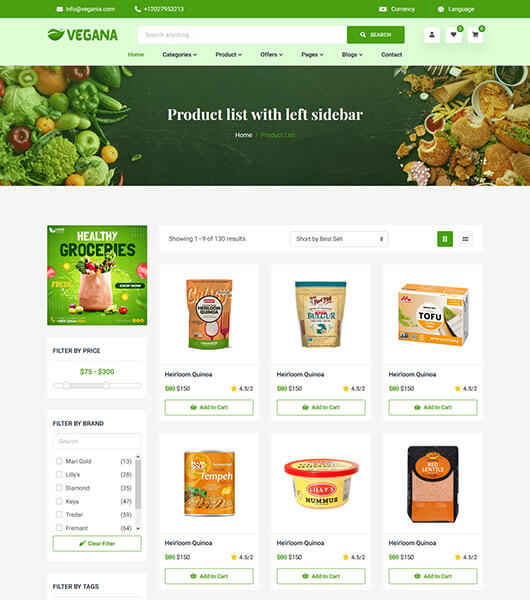 info@vegania.com +12027953213 Currency Language
VEGANA Search anything... SEARCH 0 0
Home Categories Product Offers Pages Blogs Contact
Product list with left sidebar
Home / Product List
HEALTHY
GROCERIES
FRESH
SHOP NOW
Showing 1–9 of 130 results Short by Best Sell
HEIRLOOM QUINOA
Bob's Red Mill
BULGUR
TOFU
Heirloom Quinoa Heirloom Quinoa Heirloom Quinoa
$80 $150 4.5/2 $80 $150 4.5/2 $80 $150 4.5/2
Add to Cart Add to Cart Add to Cart
FILTER BY PRICE
$75 - $300
FILTER BY BRAND
Search
Mari Gold (13)
Lilly's (28)
Diamond (35)
Keya (47)
Tredar (59)
Fremant (64)
Clear Filter
Tempeh
LILLY'S
HUMMUS
RED
LENTILS
Heirloom Quinoa Heirloom Quinoa Heirloom Quinoa
$80 $150 4.5/2 $80 $150 4.5/2 $80 $150 4.5/2
Add to Cart Add to Cart Add to Cart
FILTER BY TAGS